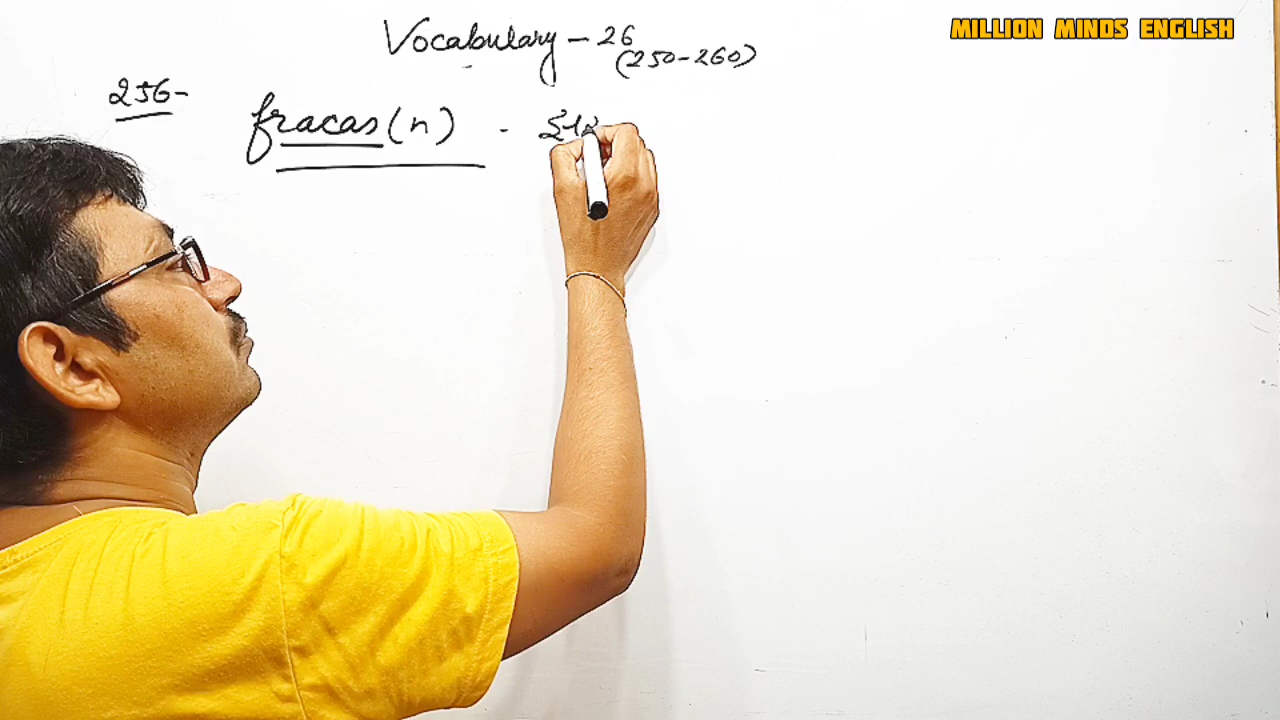 MILLION MINDS ENGLISH
Vocabulary - 26
(250-260)
256-
fracas (n) -